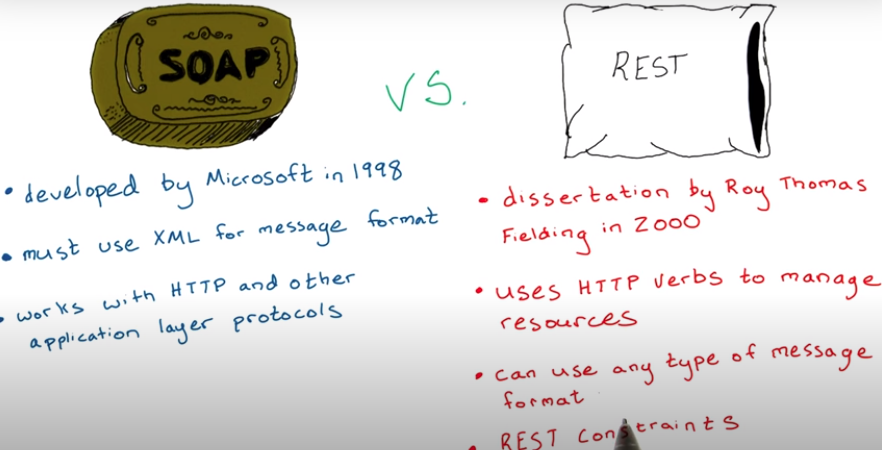 SOAP
vs.
REST
• developed by Microsoft in 1998
• must use XML for message format
• works with HTTP and other
application layer protocols
• dissertation by Roy Thomas
Fielding in 2000
• uses HTTP verbs to manage
resources
• can use any type of message
format
• REST constraints